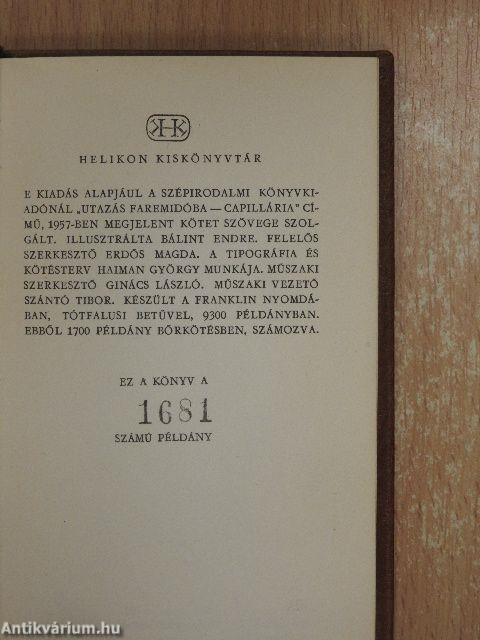 HK
HELIKON KISKÖNYVTÁR
E KIADÁS ALAPJÁUL A SZÉPIRODALMI KÖNYVKI-
ADÓNÁL „UTAZÁS FAREMIDÓBA — CAPILLÁRIA" CÍ-
MŰ, 1957-BEN MEGJELENT KÖTET SZÖVEGE SZOL-
GÁLT. ILLUSZTRÁLTA BÁLINT ENDRE. FELELŐS
SZERKESZTŐ ERDŐS MAGDA. A TIPOGRÁFIA ÉS
KÖTÉSTERV HAIMAN GYÖRGY MUNKÁJA. MŰSZAKI
SZERKESZTŐ GINÁCS LÁSZLÓ. MŰSZAKI VEZETŐ
SZÁNTÓ TIBOR. KÉSZÜLT A FRANKLIN NYOMDÁ-
BAN, TÓTFALUSI BETŰVEL, 9300 PÉLDÁNYBAN.
EBBŐL 1700 PÉLDÁNY BŐRKÖTÉSBEN, SZÁMOZVA.
EZ A KÖNYV A
1681
SZÁMÚ PÉLDÁNY
Antikvárium.hu